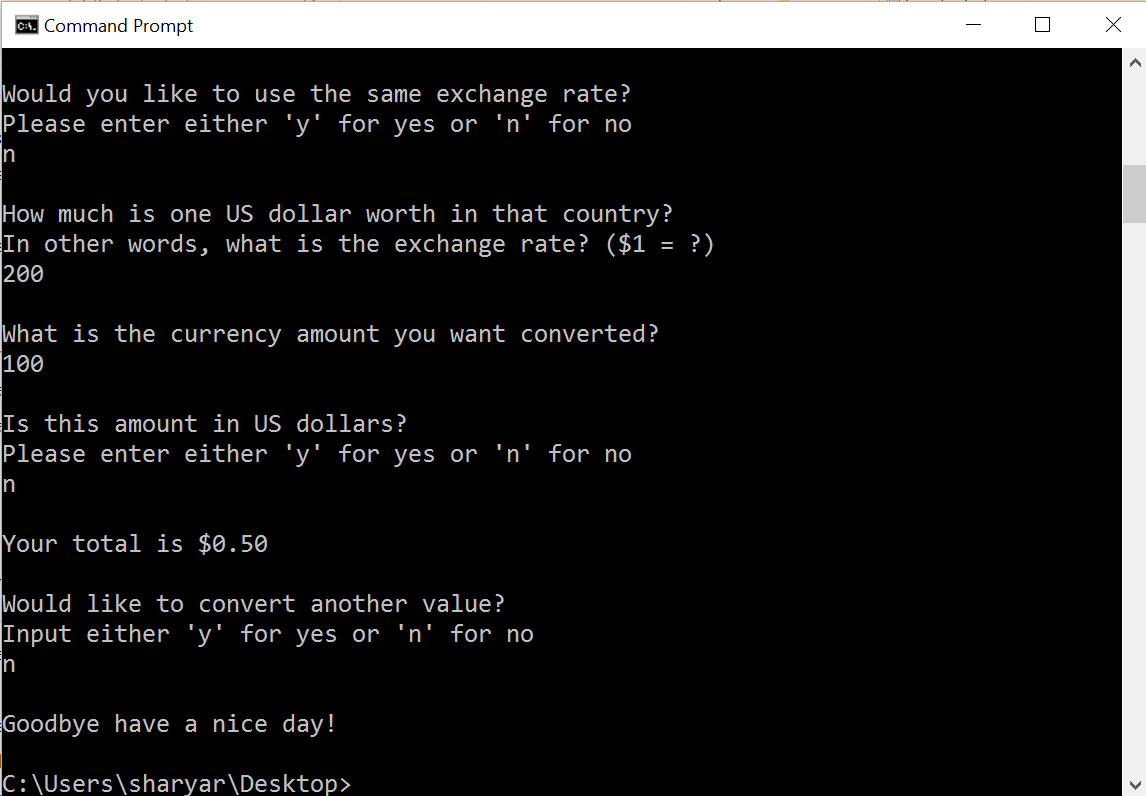 Command Prompt
Would you like to use the same exchange rate?
Please enter either 'y' for yes or 'n' for no
n
How much is one US dollar worth in that country?
In other words, what is the exchange rate? ($1 = ?)
200
What is the currency amount you want converted?
100
Is this amount in US dollars?
Please enter either 'y' for yes or 'n' for no
n
Your total is $0.50
Would like to convert another value?
Input either 'y' for yes or 'n' for no
n
Goodbye have a nice day!
C:\Users\sharyar\Desktop>